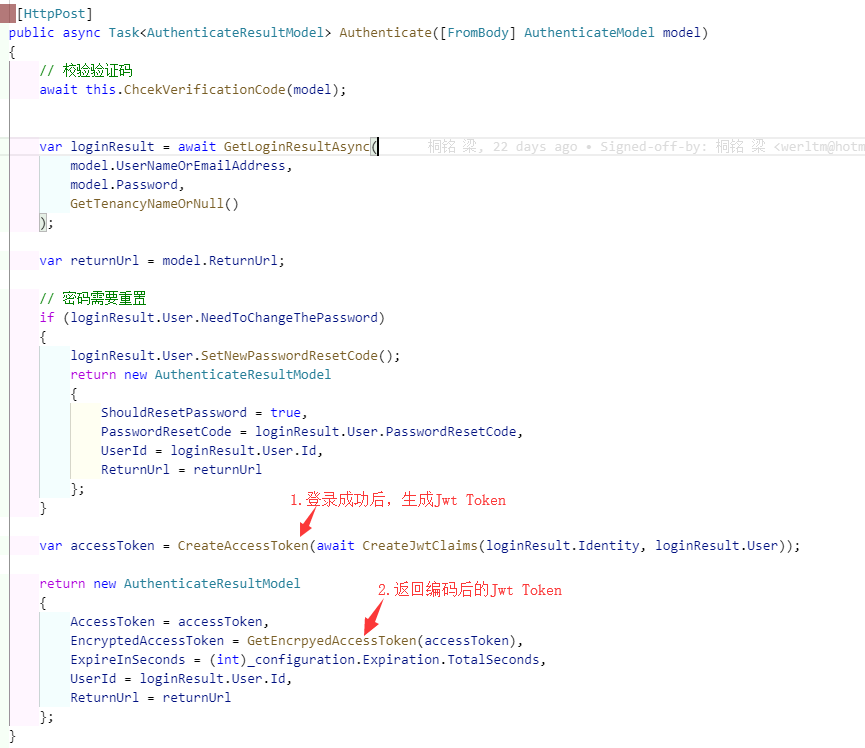 [HttpPost]
public async Task<AuthenticateResultModel> Authenticate([FromBody] AuthenticateModel model)
{
// 校验验证码
await this.ChcekVerificationCode(model);
var loginResult = await GetLoginResultAsync( 桐铭 梁, 22 days ago • Signed-off-by: 桐铭 梁 <werltm@hotm
model.UserNameOrEmailAddress,
model.Password,
GetTenancyNameOrNull()
);
var returnUrl = model.ReturnUrl;
// 密码需要重置
if (loginResult.User.NeedToChangeThePassword)
{
loginResult.User.SetNewPasswordResetCode();
return new AuthenticateResultModel
{
ShouldResetPassword = true,
PasswordResetCode = loginResult.User.PasswordResetCode,
UserId = loginResult.User.Id,
ReturnUrl = returnUrl
};
1.登录成功后，生成Jwt Token
}
var accessToken = CreateAccessToken(await CreateJwtClaims(loginResult.Identity, loginResult.User));
return new AuthenticateResultModel
2.返回编码后的Jwt Token
{
AccessToken = accessToken,
EncryptedAccessToken = GetEncrpyedAccessToken(accessToken),
ExpireInSeconds = (int)_configuration.Expiration.TotalSeconds,
UserId = loginResult.User.Id,
ReturnUrl = returnUrl
};
}